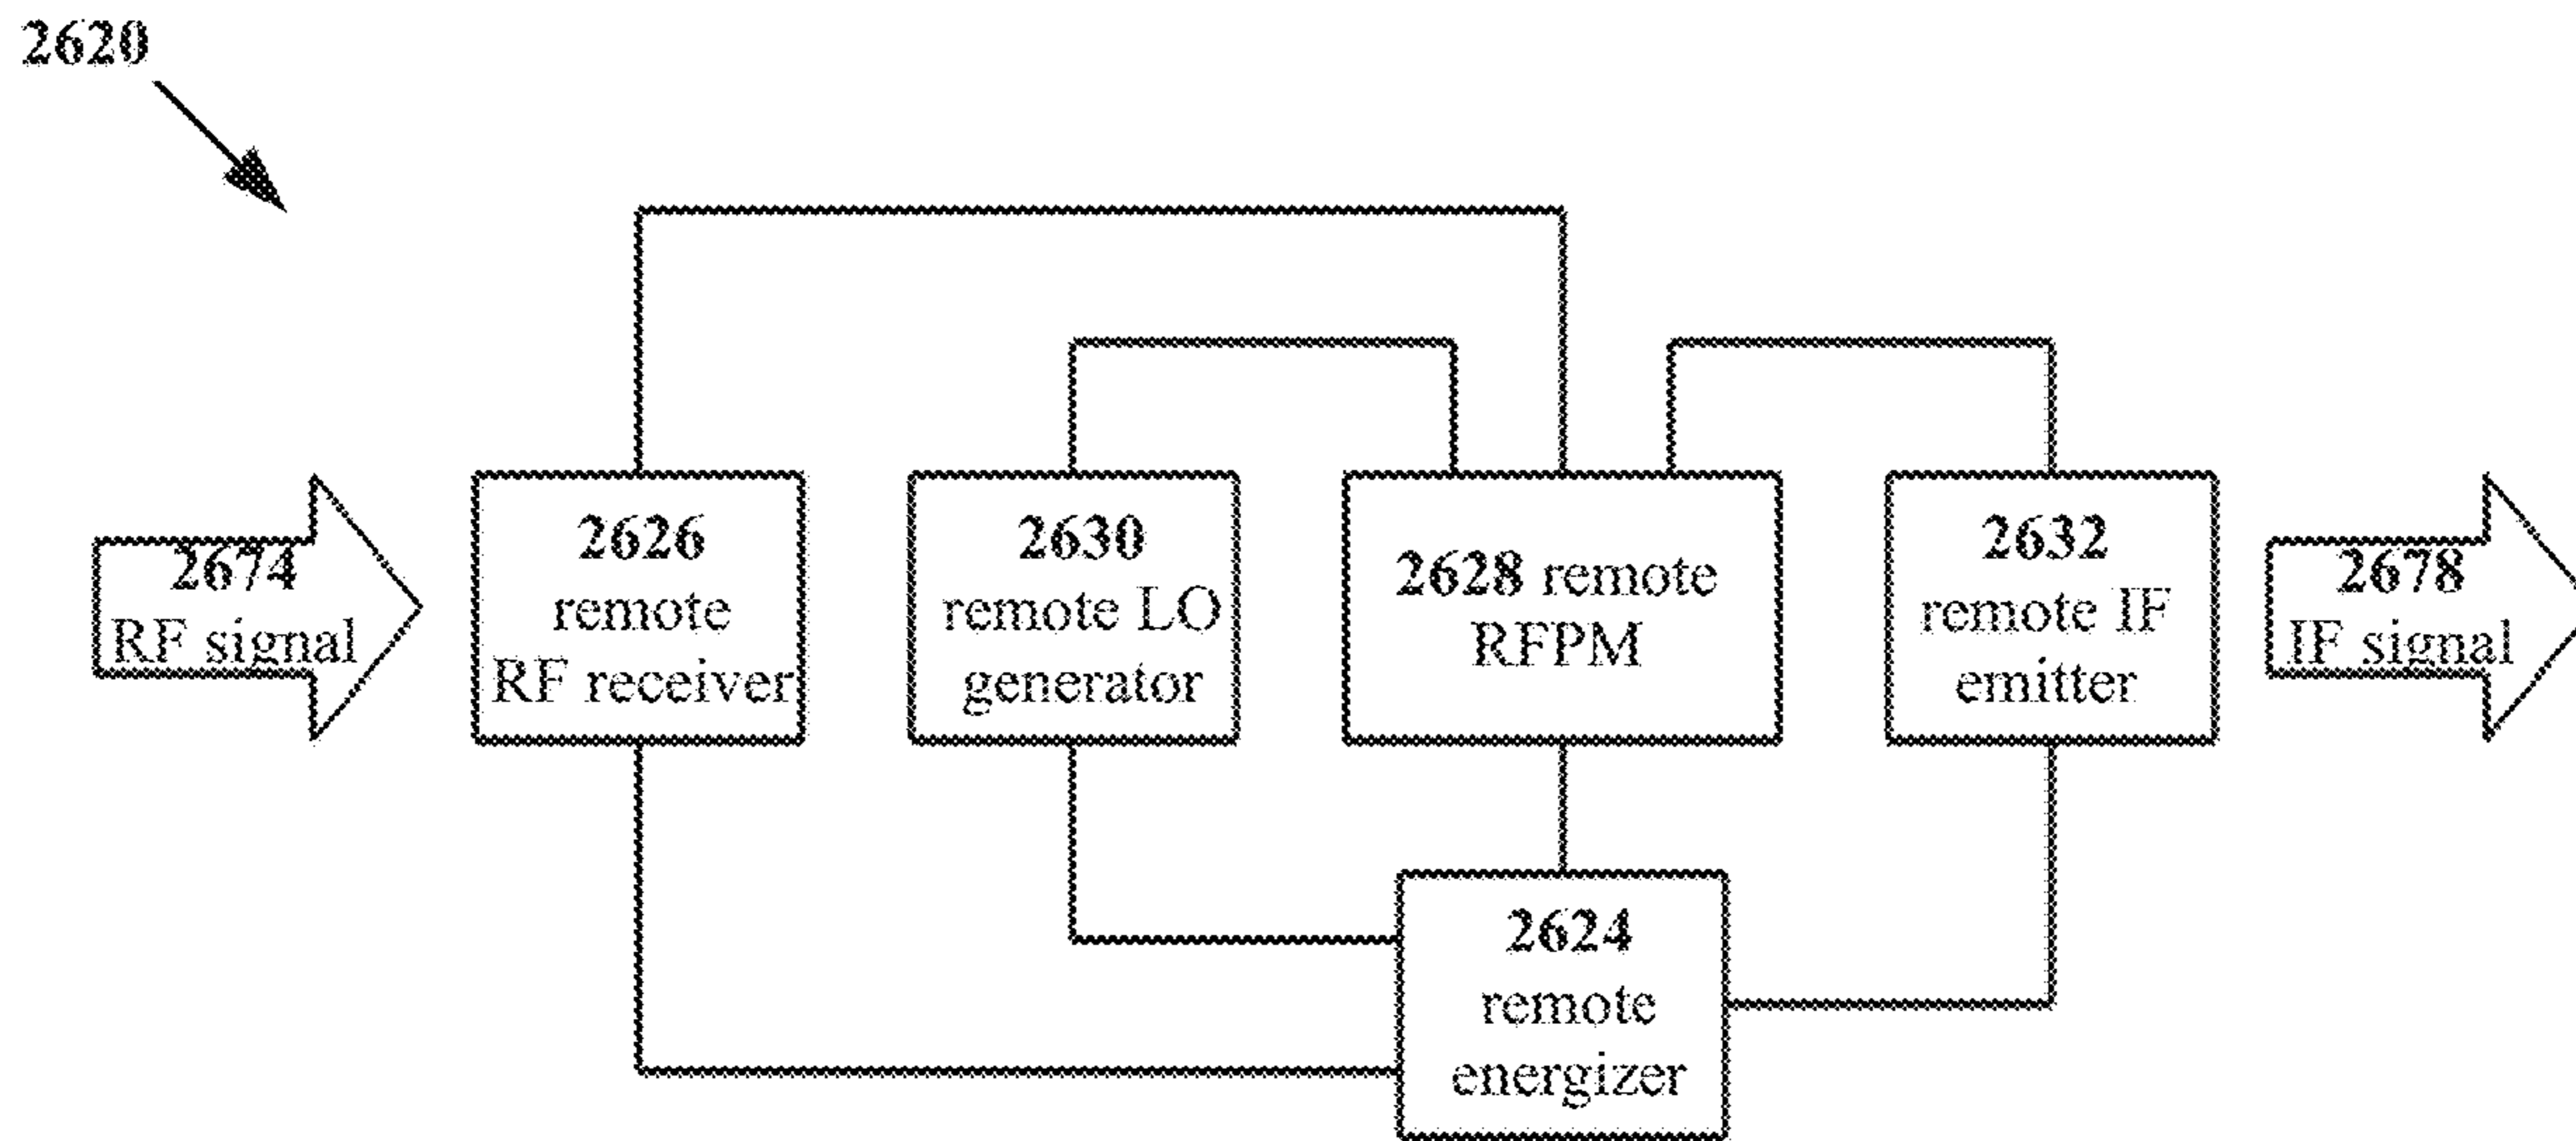 2620
2674
RF signal
2626
remote
RF receiver
2630
remote LO
generator
2628 remote
RFPM
2632
remote IF
emitter
2678
IF signal
2624
remote
energizer